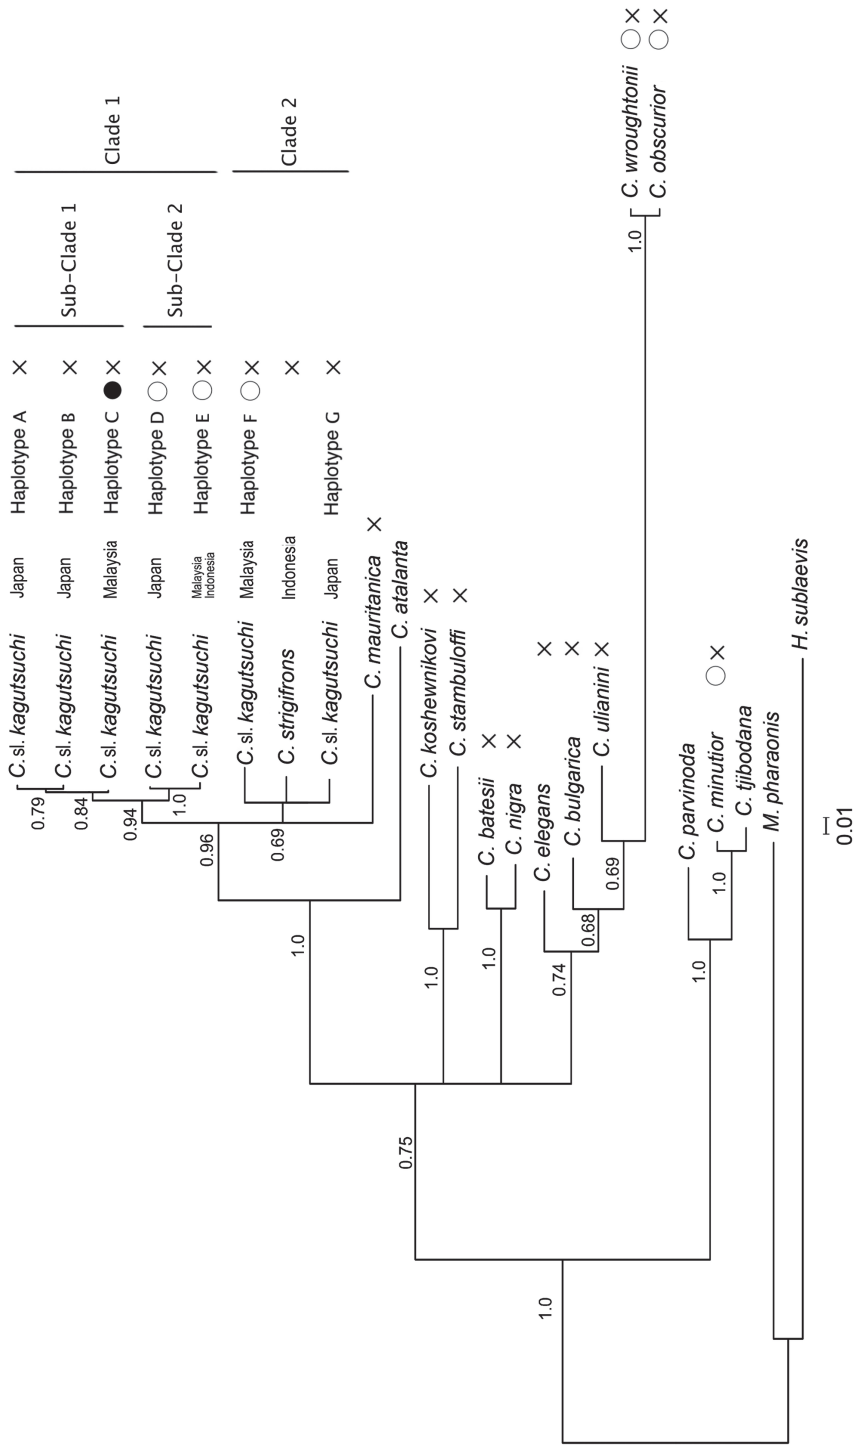 C. sl. kagutsuchi Japan Haplotype A ×
C. sl. kagutsuchi Japan Haplotype B ×
C. sl. kagutsuchi Malaysia Haplotype C ● ×
C. sl. kagutsuchi Japan Haplotype D ○ ×
C. sl. kagutsuchi Malaysia Indonesia Haplotype E ○ ×
C. sl. kagutsuchi Malaysia Haplotype F ○ ×
C. strigifrons Indonesia ×
C. sl. kagutsuchi Japan Haplotype G ×
C. mauritanica ×
C. atalanta
C. koshewnikovi ×
C. stambuloffi ×
C. batesii ×
C. nigra ×
C. elegans ×
C. bulgarica ×
C. ulianini ×
C. wroughtonii ○ ×
C. obscurior ○ ×
C. parvinoda
C. minutior ○ ×
C. tjibodana
M. pharaonis
H. sublaevis
Sub-Clade 1
Sub-Clade 2
Clade 1
Clade 2
0.79
0.84
0.94
1.0
0.96
0.69
1.0
1.0
1.0
0.74
0.68
0.69
1.0
0.75
1.0
1.0
1.0
0.01